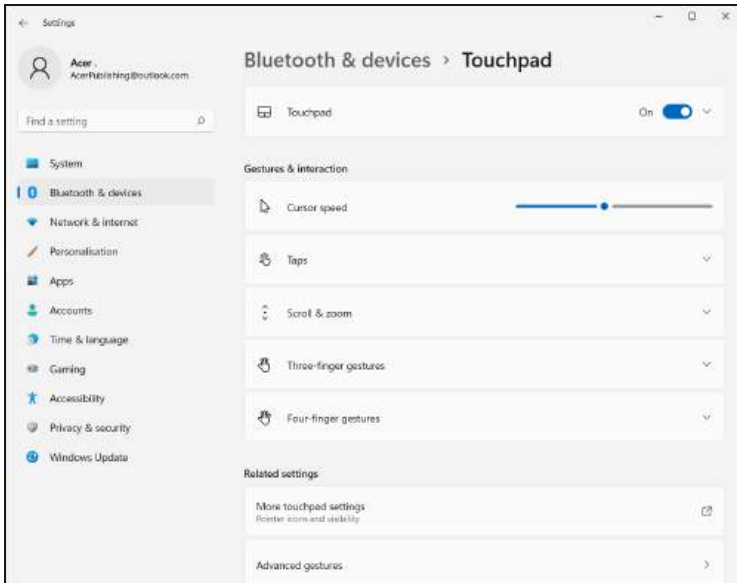 Settings
Acer .
AcerPublishing@outlook.com
Find a setting
System
Bluetooth & devices
Network & internet
Personalisation
Apps
Accounts
Time & language
Gaming
Accessibility
Privacy & security
Windows Update
Bluetooth & devices > Touchpad
Touchpad
On
Gestures & interaction
Cursor speed
Taps
Scroll & zoom
Three-finger gestures
Four-finger gestures
Related settings
More touchpad settings
Pointer icons and visibility
Advanced gestures